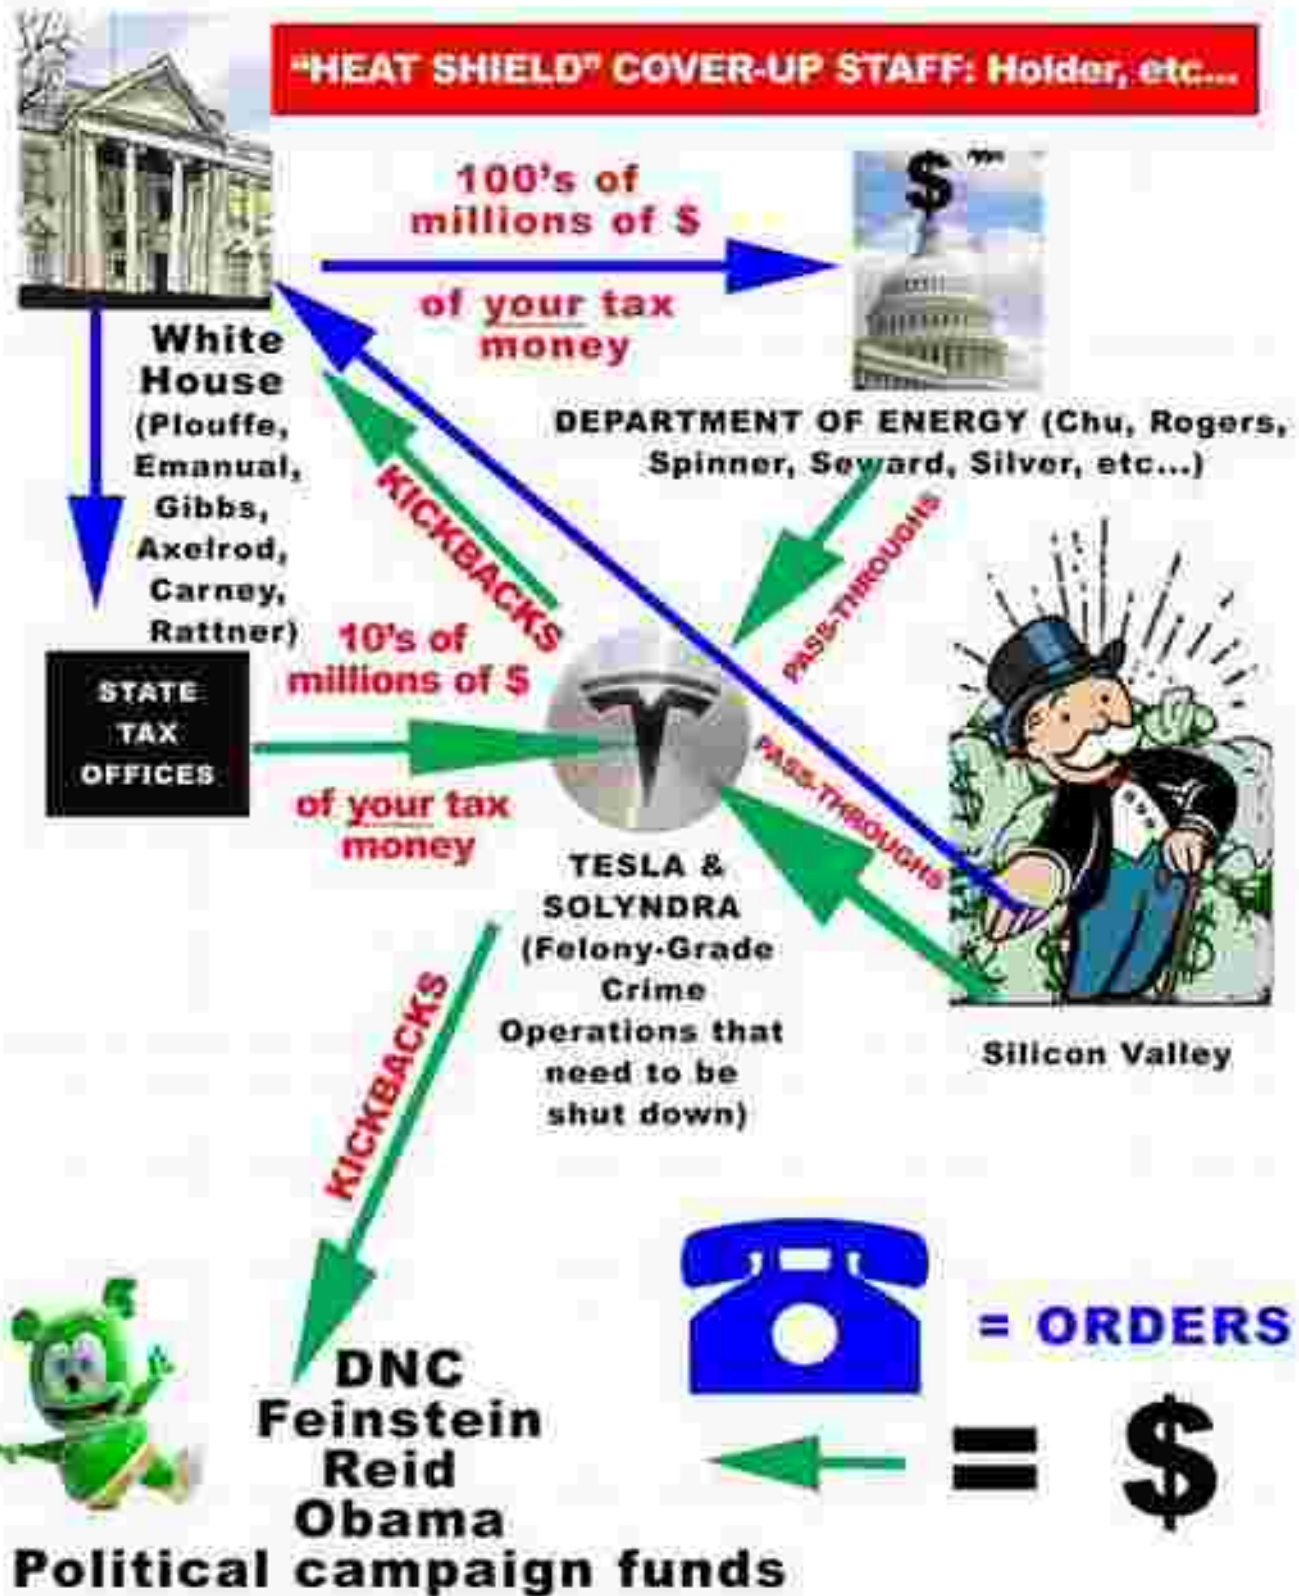 “HEAT SHIELD” COVER-UP STAFF: Holder, etc...
100's of
millions of $
of your tax
money
$
White
House
(Plouffe,
Emanual,
Gibbs,
Axelrod,
Carney,
Rattner)
DEPARTMENT OF ENERGY (Chu, Rogers,
Spinner, Seward, Silver, etc...)
KICKBACKS
PASS-THROUGHS
STATE
TAX
OFFICES
10's of
millions of $
of your tax
money
PASS-THROUGHS
TESLA &
SOLYNDRA
(Felony-Grade
Crime
Operations that
need to be
shut down)
Silicon Valley
KICKBACKS
= ORDERS
= $
DNC
Feinstein
Reid
Obama
Political campaign funds